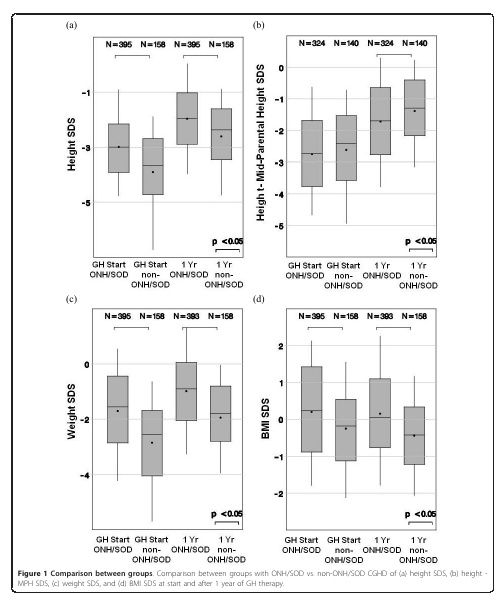 (a)
N=395 N=158 N=395 N=158
Height SDS
-1
-3
-5
p <0.05
GH Start ONH/SOD
GH Start non-ONH/SOD
1 Yr ONH/SOD
1 Yr non-ONH/SOD
(b)
N=324 N=140 N=324 N=140
Height- Mid-Parental Height SDS
0
-1
-2
-3
-4
-5
p <0.05
GH Start ONH/SOD
GH Start non-ONH/SOD
1 Yr ONH/SOD
1 Yr non-ONH/SOD
(c)
N=395 N=158 N=393 N=158
Weight SDS
0
-2
-4
p <0.05
GH Start ONH/SOD
GH Start non-ONH/SOD
1 Yr ONH/SOD
1 Yr non-ONH/SOD
(d)
N=395 N=158 N=393 N=158
BMI SDS
2
1
0
-1
-2
p <0.05
GH Start ONH/SOD
GH Start non-ONH/SOD
1 Yr ONH/SOD
1 Yr non-ONH/SOD
Figure 1 Comparison between groups. Comparison between groups with ONH/SOD vs non-ONH/SOD CGHD of (a) height SDS, (b) height -
MPH SDS, (c) weight SDS, and (d) BMI SDS at start and after 1 year of GH therapy.